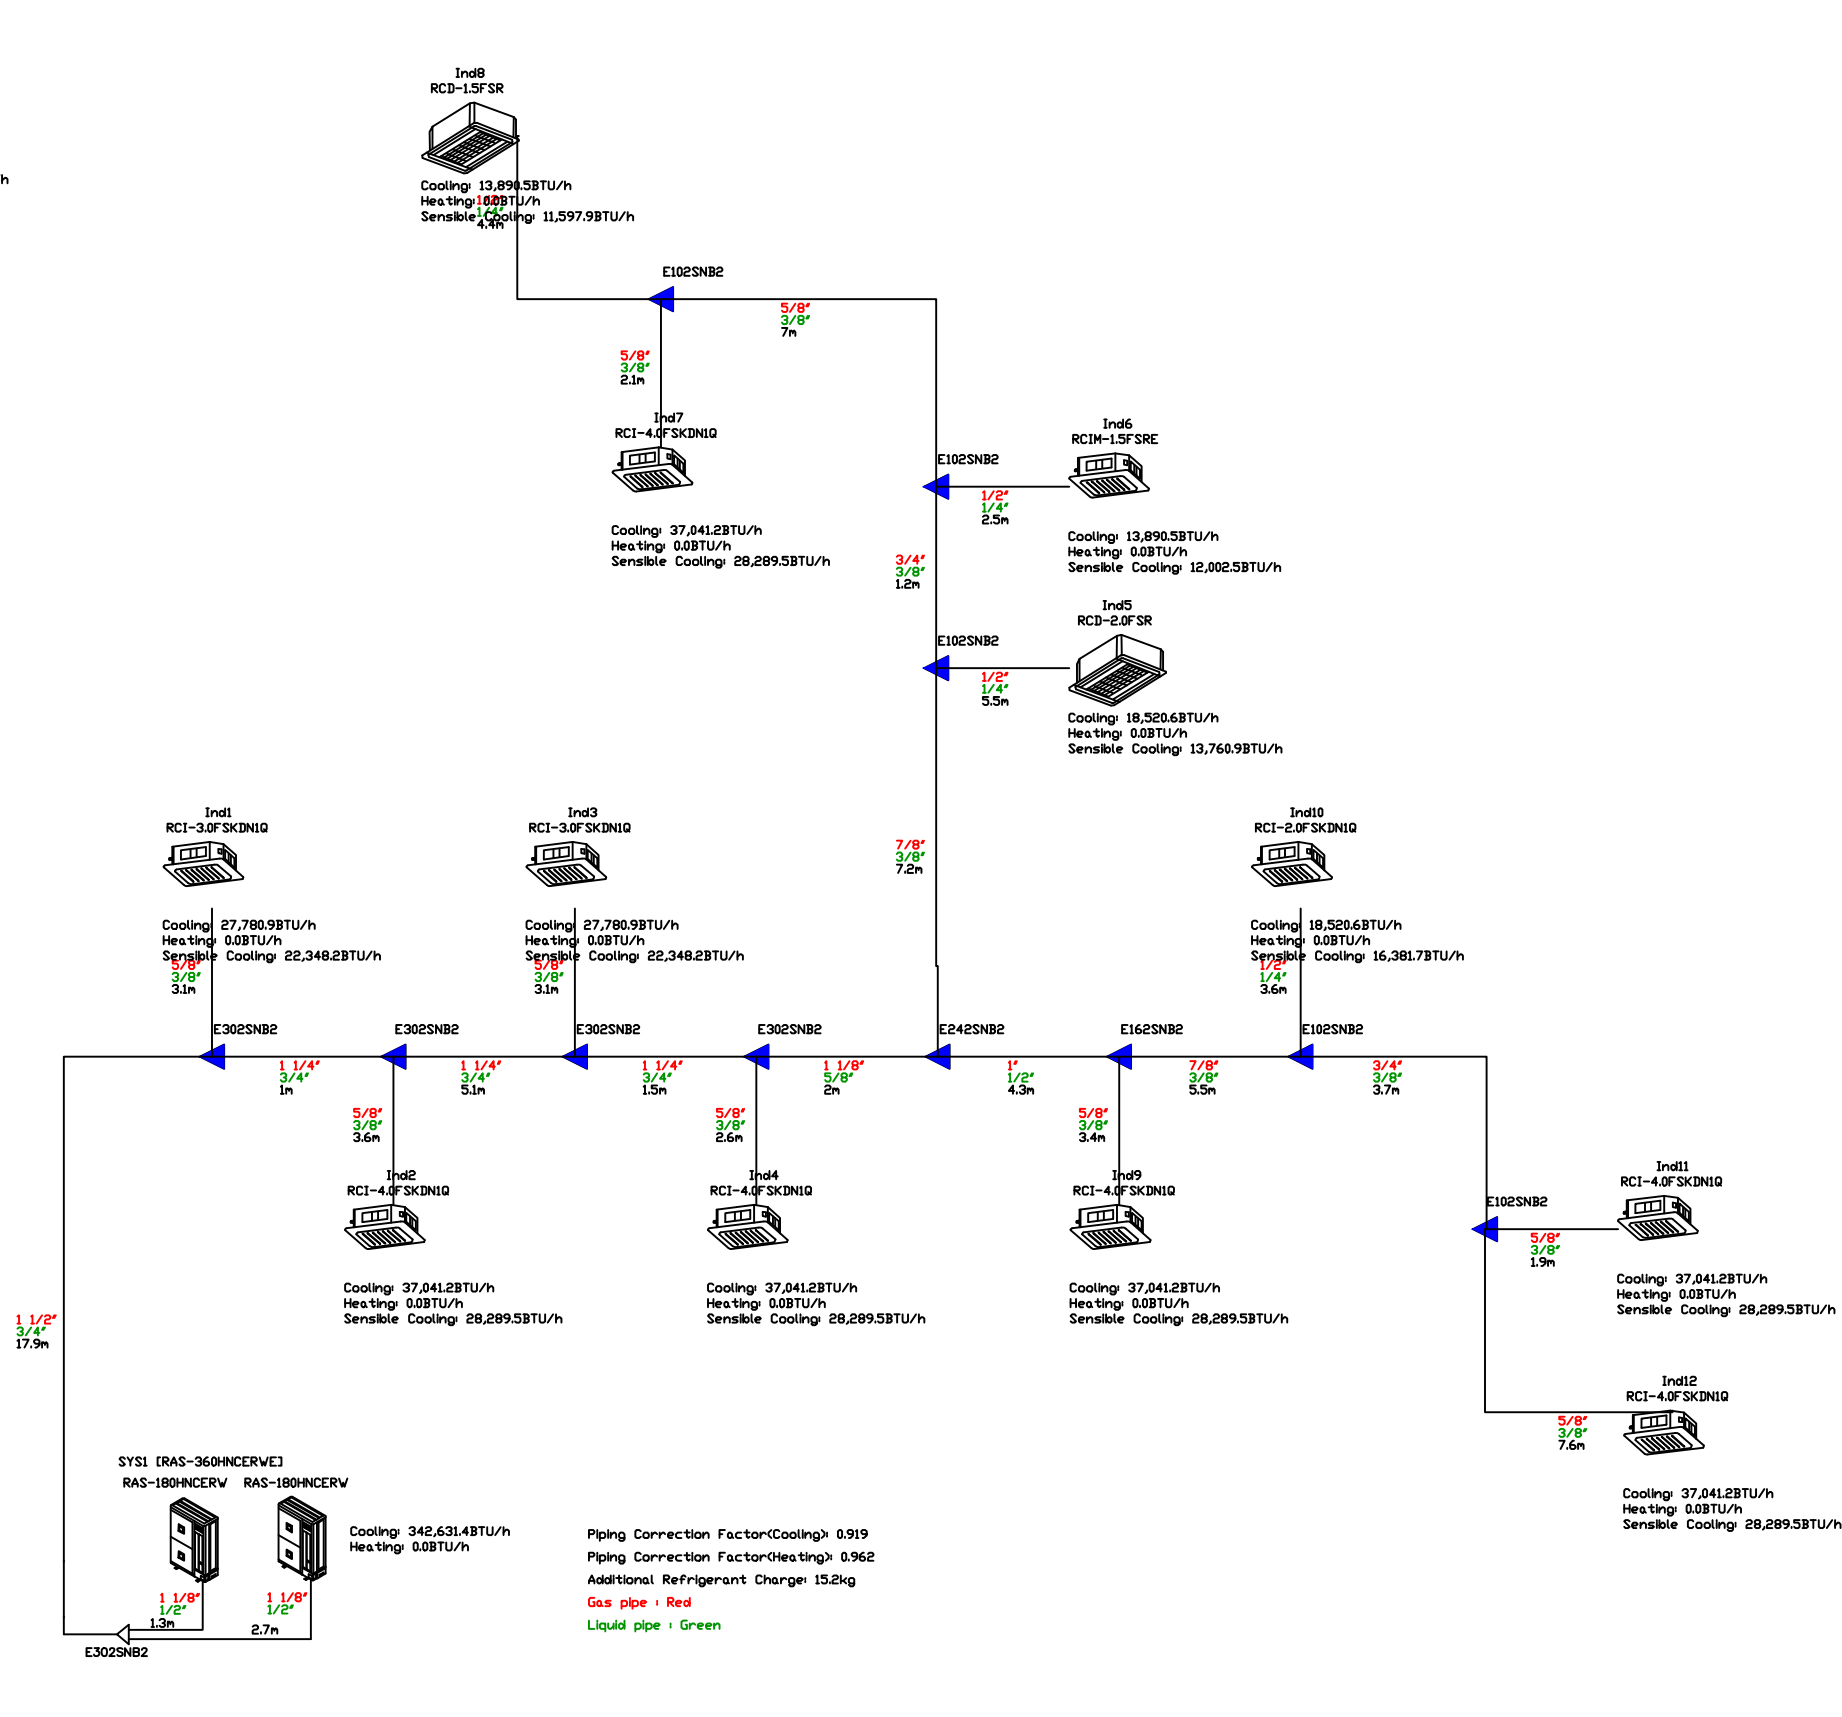 Ind8
RCD-1.5FSR
h
Cooling: 13,890.5BTU/h
Heating: 0.0BTU/h
Sensible Cooling: 11,597.9BTU/h
1/2"
1/4"
4.4m
E102SNB2
5/8"
3/8"
7m
5/8"
3/8"
2.1m
Ind7
RCI-4.0FSKDN1Q
Cooling: 37,041.2BTU/h
Heating: 0.0BTU/h
Sensible Cooling: 28,289.5BTU/h
Ind6
RCIM-1.5FSRE
E102SNB2
1/2"
1/4"
2.5m
Cooling: 13,890.5BTU/h
Heating: 0.0BTU/h
Sensible Cooling: 12,002.5BTU/h
3/4"
3/8"
1.2m
Ind5
RCD-2.0FSR
E102SNB2
1/2"
1/4"
5.5m
Cooling: 18,520.6BTU/h
Heating: 0.0BTU/h
Sensible Cooling: 13,760.9BTU/h
7/8"
3/8"
7.2m
Ind1
RCI-3.0FSKDN1Q
Cooling: 27,780.9BTU/h
Heating: 0.0BTU/h
Sensible Cooling: 22,348.2BTU/h
5/8"
3/8"
3.1m
Ind3
RCI-3.0FSKDN1Q
Cooling: 27,780.9BTU/h
Heating: 0.0BTU/h
Sensible Cooling: 22,348.2BTU/h
5/8"
3/8"
3.1m
Ind10
RCI-2.0FSKDN1Q
Cooling: 18,520.6BTU/h
Heating: 0.0BTU/h
Sensible Cooling: 16,381.7BTU/h
1/2"
1/4"
3.6m
E302SNB2
E302SNB2
E302SNB2
E302SNB2
E242SNB2
E162SNB2
E102SNB2
1 1/4"
3/4"
1m
1 1/4"
3/4"
5.1m
1 1/4"
3/4"
1.5m
1 1/8"
5/8"
2m
1"
1/2"
4.3m
7/8"
3/8"
5.5m
3/4"
3/8"
3.7m
5/8"
3/8"
3.6m
Ind2
RCI-4.0FSKDN1Q
Cooling: 37,041.2BTU/h
Heating: 0.0BTU/h
Sensible Cooling: 28,289.5BTU/h
5/8"
3/8"
2.6m
Ind4
RCI-4.0FSKDN1Q
Cooling: 37,041.2BTU/h
Heating: 0.0BTU/h
Sensible Cooling: 28,289.5BTU/h
5/8"
3/8"
3.4m
Ind9
RCI-4.0FSKDN1Q
Cooling: 37,041.2BTU/h
Heating: 0.0BTU/h
Sensible Cooling: 28,289.5BTU/h
Ind11
RCI-4.0FSKDN1Q
E102SNB2
5/8"
3/8"
1.9m
Cooling: 37,041.2BTU/h
Heating: 0.0BTU/h
Sensible Cooling: 28,289.5BTU/h
Ind12
RCI-4.0FSKDN1Q
5/8"
3/8"
7.6m
Cooling: 37,041.2BTU/h
Heating: 0.0BTU/h
Sensible Cooling: 28,289.5BTU/h
1 1/2"
3/4"
17.9m
SYS1 [RAS-360HNCERWE]
RAS-180HNCERW RAS-180HNCERW
Cooling: 342,631.4BTU/h
Heating: 0.0BTU/h
1 1/8"
1/2"
1.3m
1 1/8"
1/2"
2.7m
E302SNB2
Piping Correction Factor(Cooling): 0.919
Piping Correction Factor(Heating): 0.962
Additional Refrigerant Charge: 15.2kg
Gas pipe : Red
Liquid pipe : Green